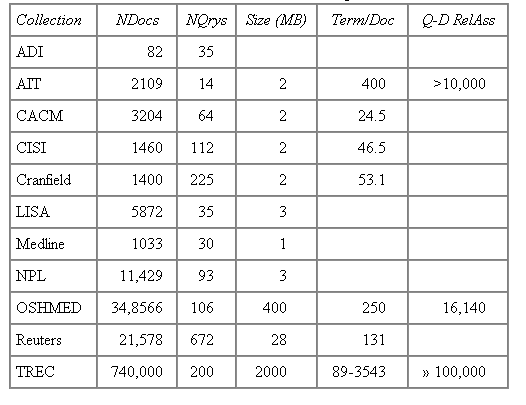 Collection NDocs NQrys Size (MB) Term/Doc Q-D RelAss
ADI 82 35
AIT 2109 14 2 400 >10,000
CACM 3204 64 2 24.5
CISI 1460 112 2 46.5
Cranfield 1400 225 2 53.1
LISA 5872 35 3
Medline 1033 30 1
NPL 11,429 93 3
OSHMED 34,8566 106 400 250 16,140
Reuters 21,578 672 28 131
TREC 740,000 200 2000 89-3543 » 100,000